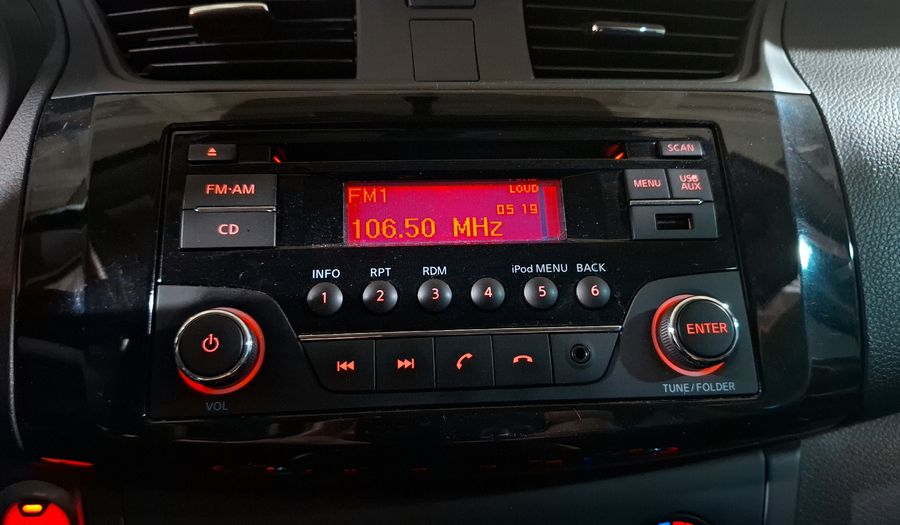 SCAN
FM·AM
MENU
USB
AUX
CD
LOUD
FM1
05 19
106.50 MHz
INFO
RPT
RDM
iPod MENU
BACK
1
2
3
4
5
6
ENTER
VOL
TUNE/FOLDER